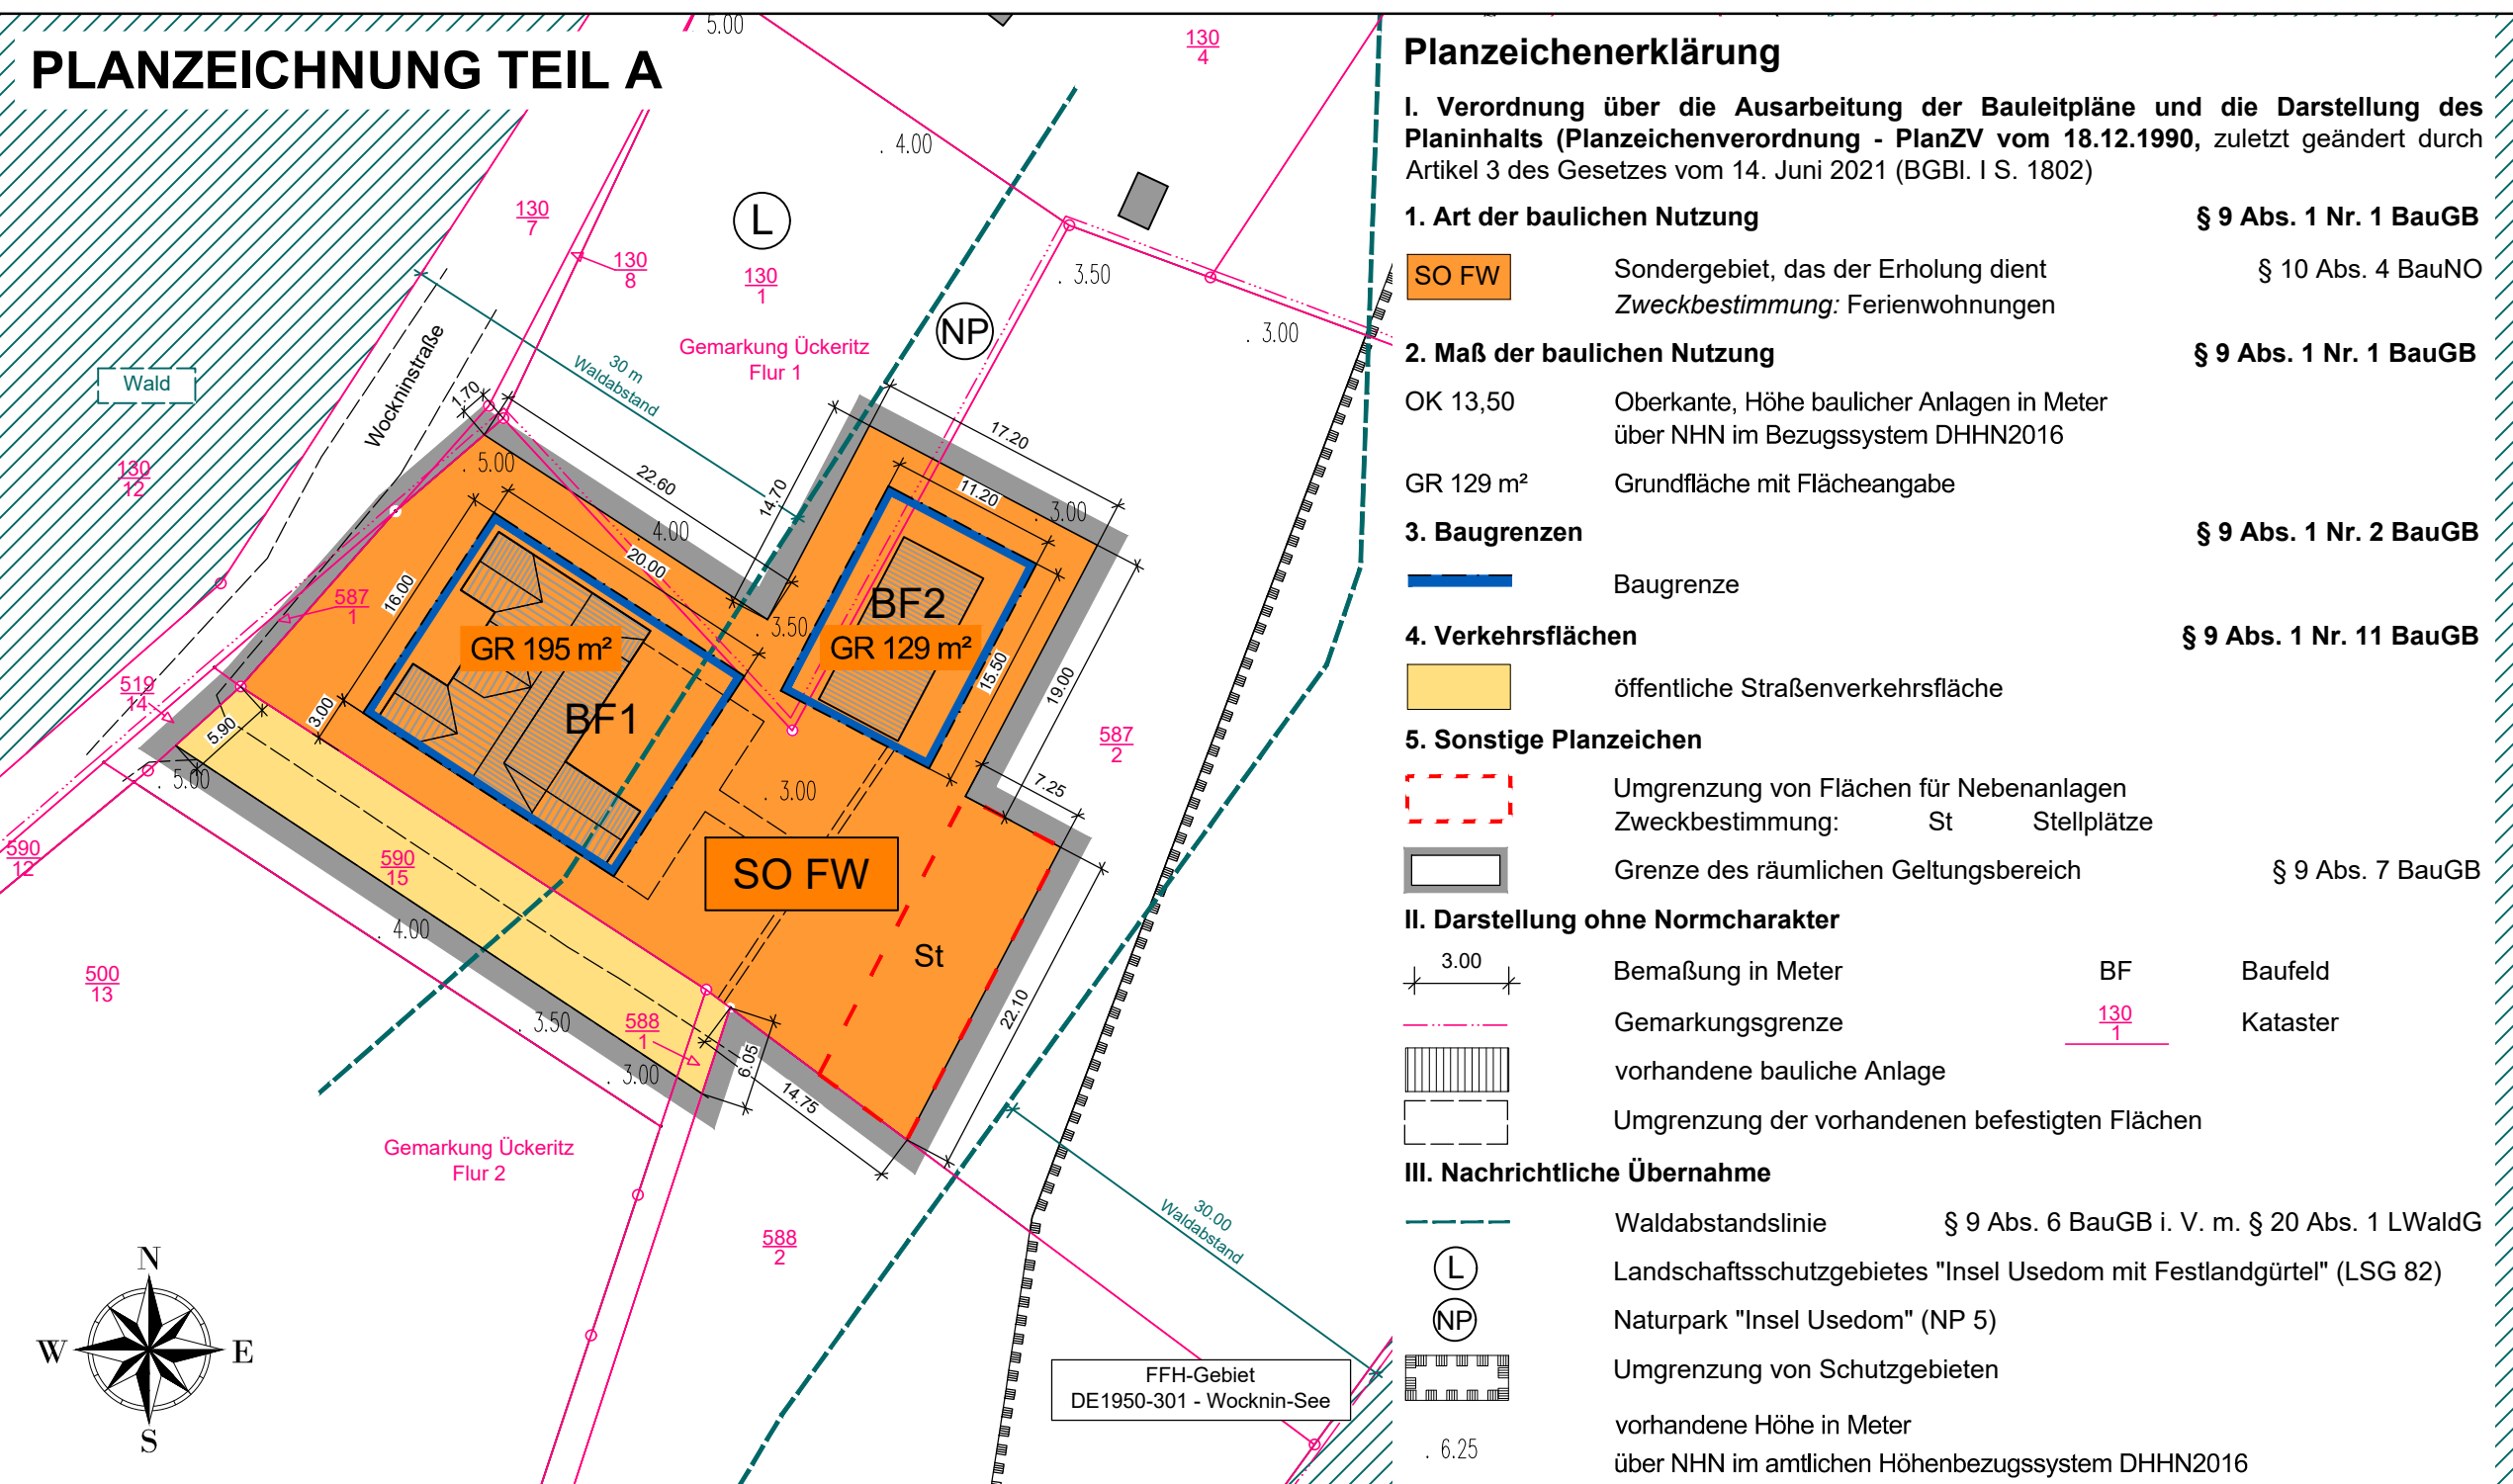 PLANZEICHNUNG TEIL A
5.00
130
4
. 4.00
130
7
L
130
8
130
1
. 3.50
NP
. 3.00
Gemarkung Ückeritz
Flur 1
30 m
Waldabstand
Wald
Wockninstraße
1.70
130
12
. 5.00
22.60
14.70
17.20
11.20
. 3.00
. 4.00
20.00
16.00
587
1
BF2
GR 129 m²
. 3.50
GR 195 m²
15.50
19.00
519
14
3.00
BF1
5.90
587
2
. 5.00
. 3.00
7.25
590
12
590
15
SO FW
. 4.00
St
500
13
22.10
. 3.50
588
1
6.05
. 3.00
14.75
Gemarkung Ückeritz
Flur 2
588
2
30.00
Waldabstand
N
W
E
S
FFH-Gebiet
DE1950-301 - Wocknin-See
Planzeichenerklärung
I. Verordnung über die Ausarbeitung der Bauleitpläne und die Darstellung des
Planinhalts (Planzeichenverordnung - PlanZV vom 18.12.1990, zuletzt geändert durch
Artikel 3 des Gesetzes vom 14. Juni 2021 (BGBl. I S. 1802)
1. Art der baulichen Nutzung § 9 Abs. 1 Nr. 1 BauGB
SO FW Sondergebiet, das der Erholung dient § 10 Abs. 4 BauNO
Zweckbestimmung: Ferienwohnungen
2. Maß der baulichen Nutzung § 9 Abs. 1 Nr. 1 BauGB
OK 13,50 Oberkante, Höhe baulicher Anlagen in Meter
über NHN im Bezugssystem DHHN2016
GR 129 m² Grundfläche mit Flächeangabe
3. Baugrenzen § 9 Abs. 1 Nr. 2 BauGB
Baugrenze
4. Verkehrsflächen § 9 Abs. 1 Nr. 11 BauGB
öffentliche Straßenverkehrsfläche
5. Sonstige Planzeichen
Umgrenzung von Flächen für Nebenanlagen
Zweckbestimmung: St Stellplätze
Grenze des räumlichen Geltungsbereich § 9 Abs. 7 BauGB
II. Darstellung ohne Normcharakter
3.00 Bemaßung in Meter BF Baufeld
Gemarkungsgrenze 130 Kataster
1
vorhandene bauliche Anlage
Umgrenzung der vorhandenen befestigten Flächen
III. Nachrichtliche Übernahme
Waldabstandslinie § 9 Abs. 6 BauGB i. V. m. § 20 Abs. 1 LWaldG
L Landschaftsschutzgebietes "Insel Usedom mit Festlandgürtel" (LSG 82)
NP Naturpark "Insel Usedom" (NP 5)
Umgrenzung von Schutzgebieten
vorhandene Höhe in Meter
. 6.25
über NHN im amtlichen Höhenbezugssystem DHHN2016